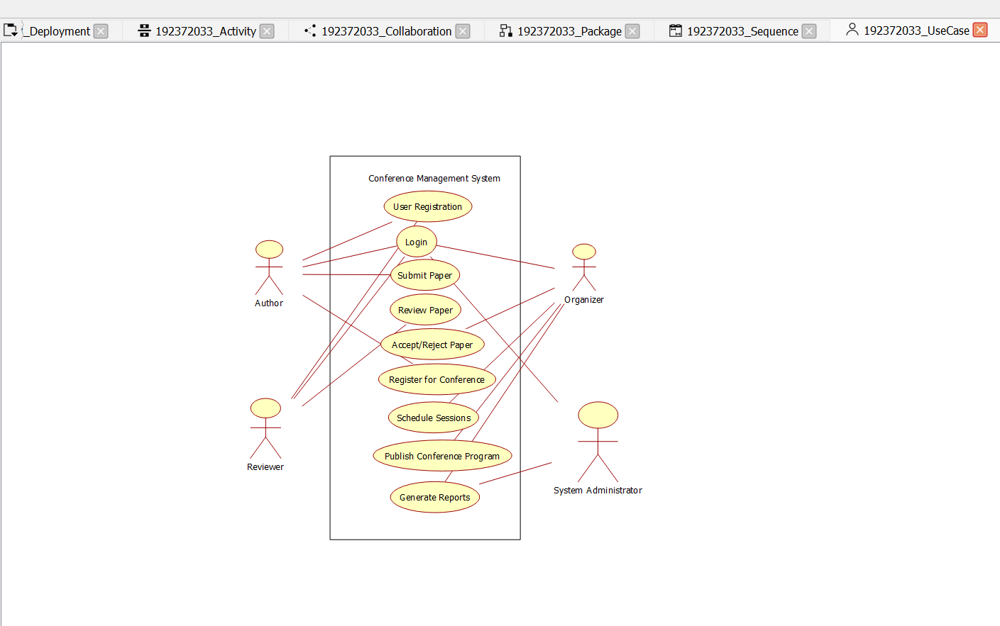 _Deployment
192372033_Activity
192372033_Collaboration
192372033_Package
192372033_Sequence
192372033_UseCase
Conference Management System
User Registration
Login
Submit Paper
Review Paper
Accept/Reject Paper
Register for Conference
Schedule Sessions
Publish Conference Program
Generate Reports
Author
Reviewer
Organizer
System Administrator